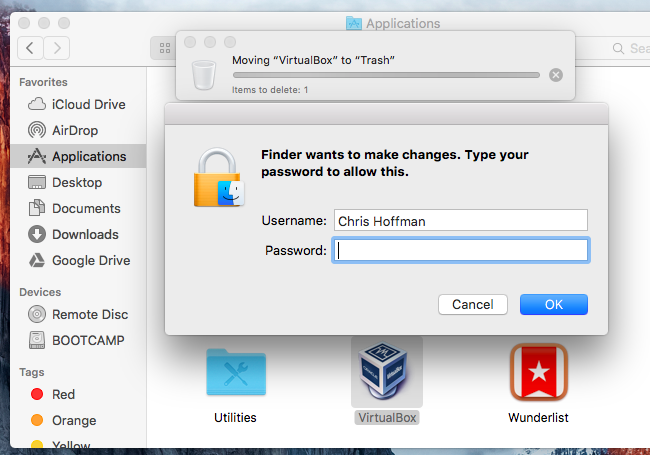 Applications
Sea
Moving “VirtualBox” to “Trash”
Items to delete: 1
Finder wants to make changes. Type your
password to allow this.
Username: Chris Hoffman
Password:
Cancel OK
Favorites
iCloud Drive
AirDrop
Applications
Desktop
Documents
Downloads
Google Drive
Devices
Remote Disc
BOOTCAMP
Tags
Red
Orange
Yellow
Utilities
VirtualBox
Wunderlist